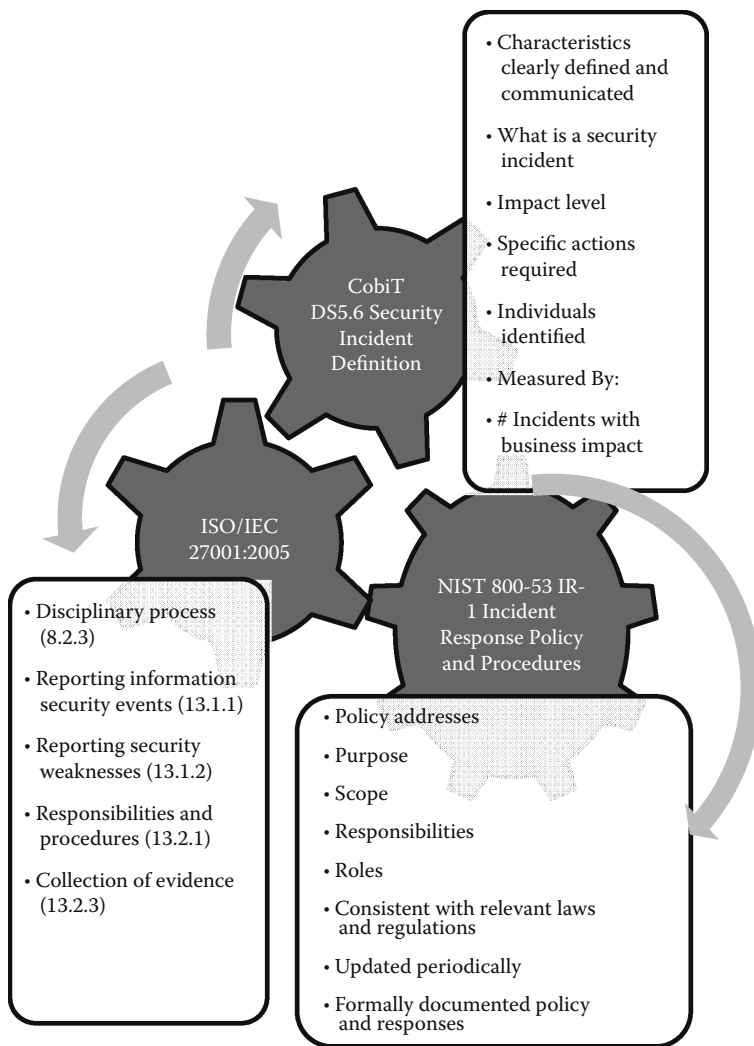 • Characteristics
clearly defined and
communicated
• What is a security
incident
• Impact level
• Specific actions
required
• Individuals
identified
• Measured By:
• # Incidents with
business impact
CobiT
DS5.6 Security
Incident
Definition
ISO/IEC
27001:2005
NIST 800-53 IR-
1 Incident
Response Policy
and Procedures
• Disciplinary process
(8.2.3)
• Reporting information
security events (13.1.1)
• Reporting security
weaknesses (13.1.2)
• Responsibilities and
procedures (13.2.1)
• Collection of evidence
(13.2.3)
• Policy addresses
• Purpose
• Scope
• Responsibilities
• Roles
• Consistent with relevant laws
and regulations
• Updated periodically
• Formally documented policy
and responses